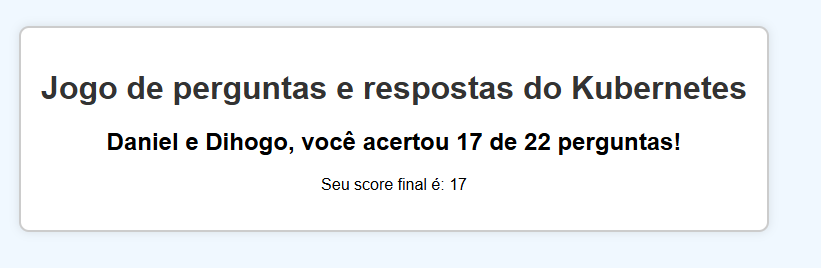 Jogo de perguntas e respostas do Kubernetes
Daniel e Dihogo, você acertou 17 de 22 perguntas!
Seu score final é: 17